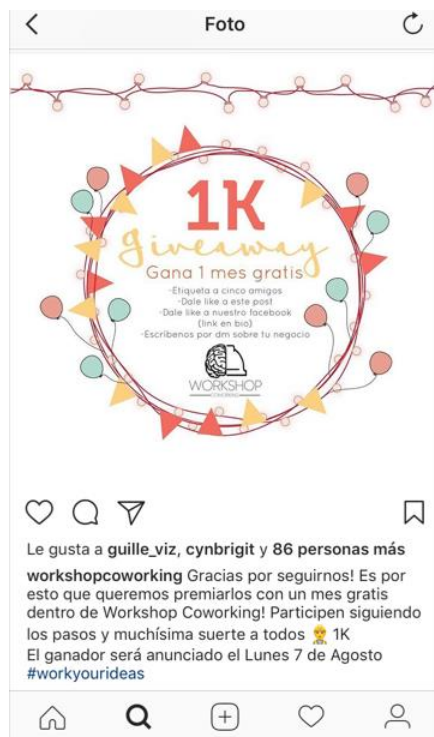 Foto
1K
Giveaway
Gana 1 mes gratis
-Etiqueta a cinco amigos
-Dale like a este post
-Dale like a nuestro facebook
(link en bio)
-Escríbenos por dm sobre tu negocio
WORKSHOP
COWORKING
Le gusta a guille_viz, cynbrigit y 86 personas más
workshopcoworking Gracias por seguirnos! Es por
esto que queremos premiarlos con un mes gratis
dentro de Workshop Coworking! Participen siguiendo
los pasos y muchísima suerte a todos 👷 1K
El ganador será anunciado el Lunes 7 de Agosto
#workyourideas